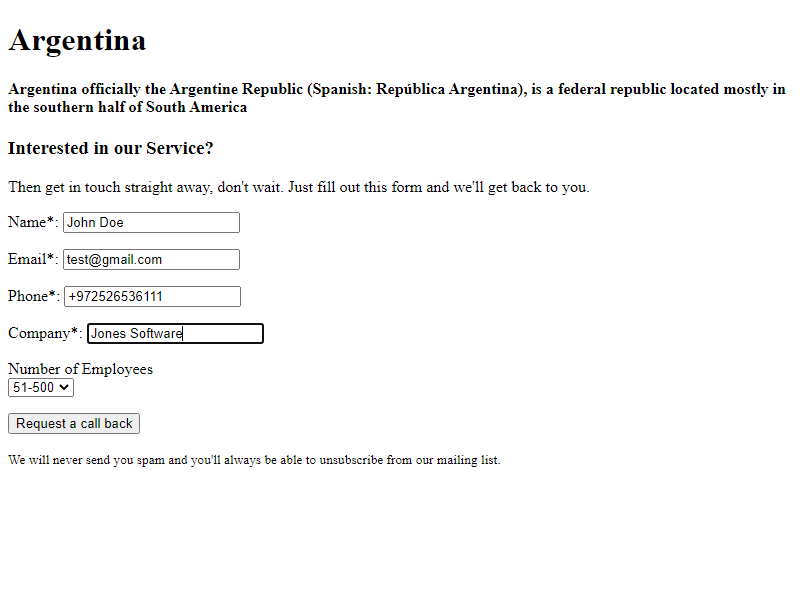 Argentina
Argentina officially the Argentine Republic (Spanish: República Argentina), is a federal republic located mostly in
the southern half of South America
Interested in our Service?
Then get in touch straight away, don't wait. Just fill out this form and we'll get back to you.
Name*: John Doe
Email*: test@gmail.com
Phone*: +972526536111
Company*: Jones Software
Number of Employees
51-500
Request a call back
We will never send you spam and you'll always be able to unsubscribe from our mailing list.